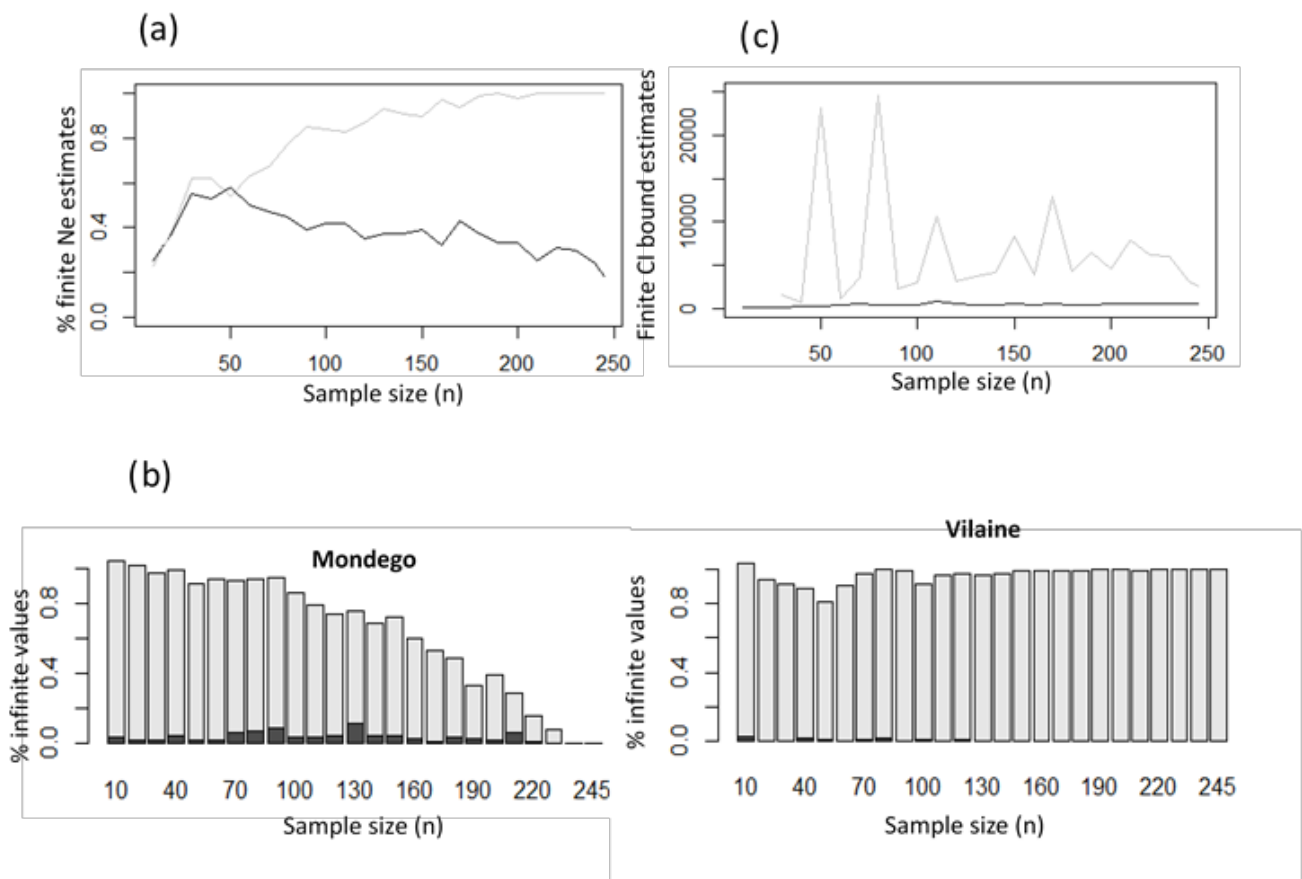 (a)
% finite Ne estimates
0.0 0.4 0.8
50 100 150 200 250
Sample size (n)
(c)
Finite CI bound estimates
0 10000 20000
50 100 150 200 250
Sample size (n)
(b)
Mondego
% infinite values
0.0 0.4 0.8
10 40 70 100 130 160 190 220 245
Sample size (n)
Vilaine
% infinite values
0.0 0.4 0.8
10 40 70 100 130 160 190 220 245
Sample size (n)